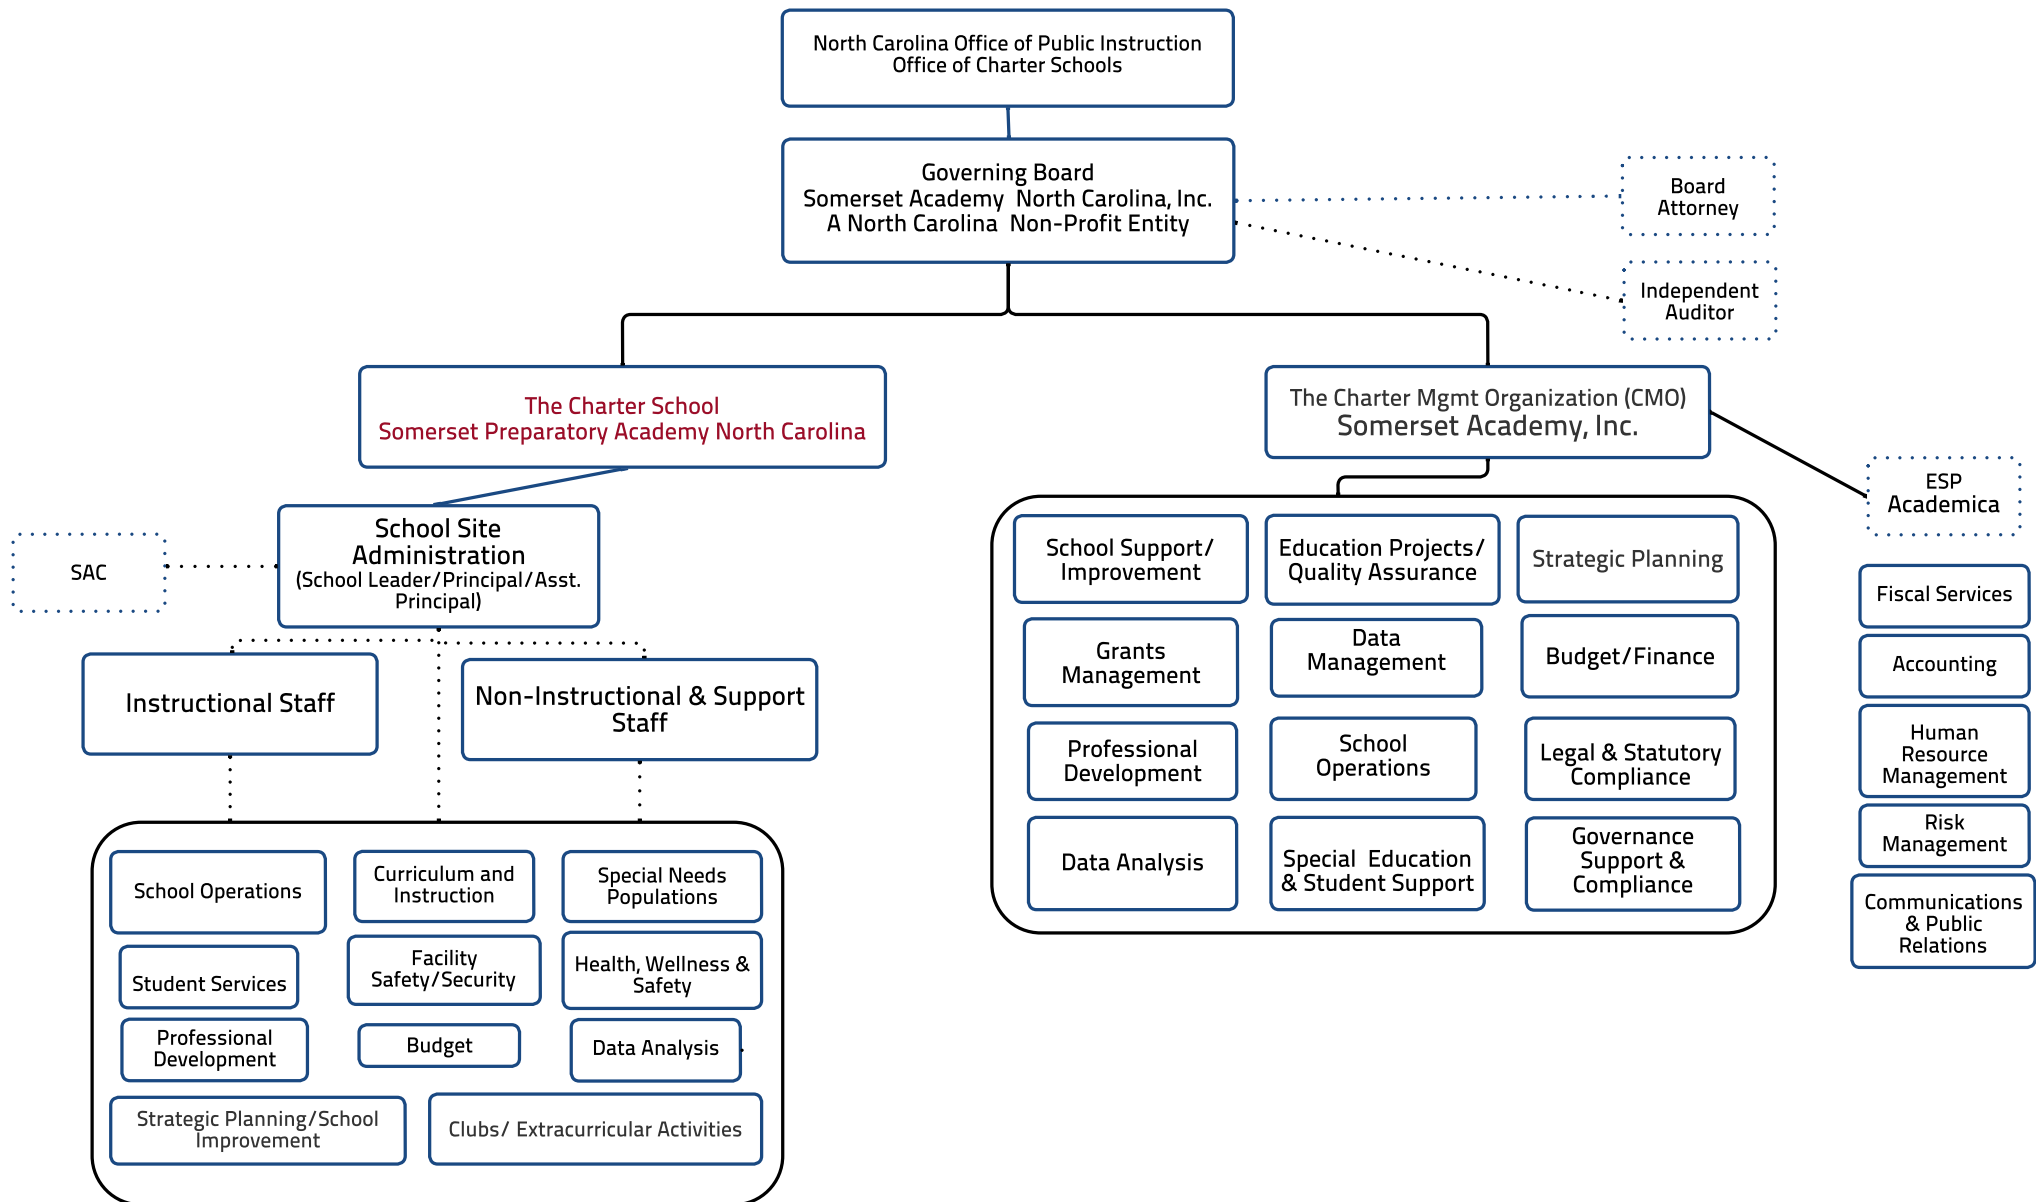 North Carolina Office of Public Instruction
Office of Charter Schools
Governing Board
Somerset Academy North Carolina, Inc.
A North Carolina Non-Profit Entity
Board
Attorney
Independent
Auditor
The Charter School
Somerset Preparatory Academy North Carolina
The Charter Mgmt Organization (CMO)
Somerset Academy, Inc.
ESP
Academica
School Site
Administration
(School Leader/Principal/Asst.
Principal)
SAC
Instructional Staff
Non-Instructional & Support
Staff
School Operations
Curriculum and
Instruction
Special Needs
Populations
Student Services
Facility
Safety/Security
Health, Wellness &
Safety
Professional
Development
Budget
Data Analysis
Strategic Planning/School
Improvement
Clubs/ Extracurricular Activities
School Support/
Improvement
Education Projects/
Quality Assurance
Strategic Planning
Grants
Management
Data
Management
Budget/Finance
Professional
Development
School
Operations
Legal & Statutory
Compliance
Data Analysis
Special Education
& Student Support
Governance
Support &
Compliance
Fiscal Services
Accounting
Human
Resource
Management
Risk
Management
Communications
& Public
Relations